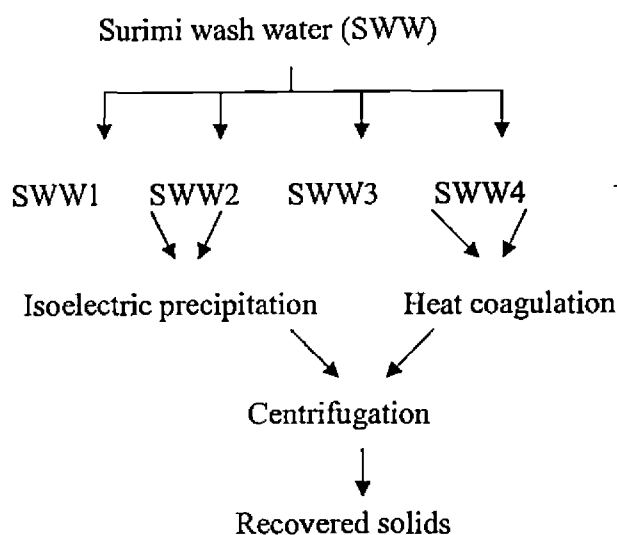 Surimi wash water (SWW)
SWW1 SWW2 SWW3 SWW4
Isoelectric precipitation Heat coagulation
Centrifugation
Recovered solids